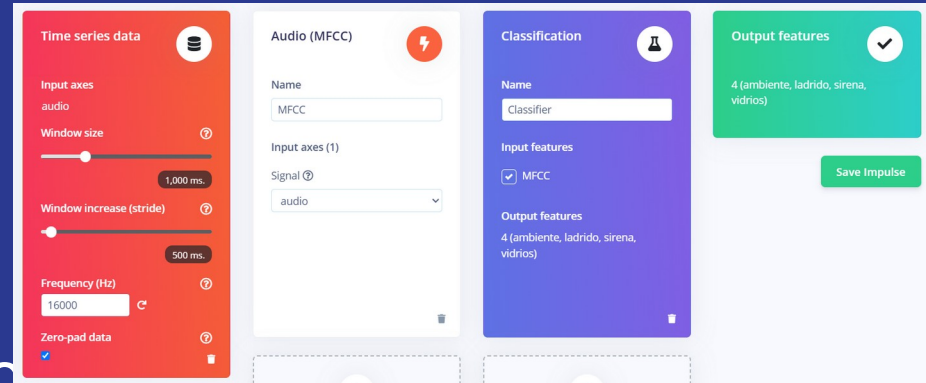 Time series data
Input axes
audio
Window size
1,000 ms.
Window increase (stride)
500 ms.
Frequency (Hz)
16000
Zero-pad data
Audio (MFCC)
Name
MFCC
Input axes (1)
Signal
audio
Classification
Name
Classifier
Input features
MFCC
Output features
4 (ambiente, ladrido, sirena,
vidrios)
Output features
4 (ambiente, ladrido, sirena,
vidrios)
Save Impulse